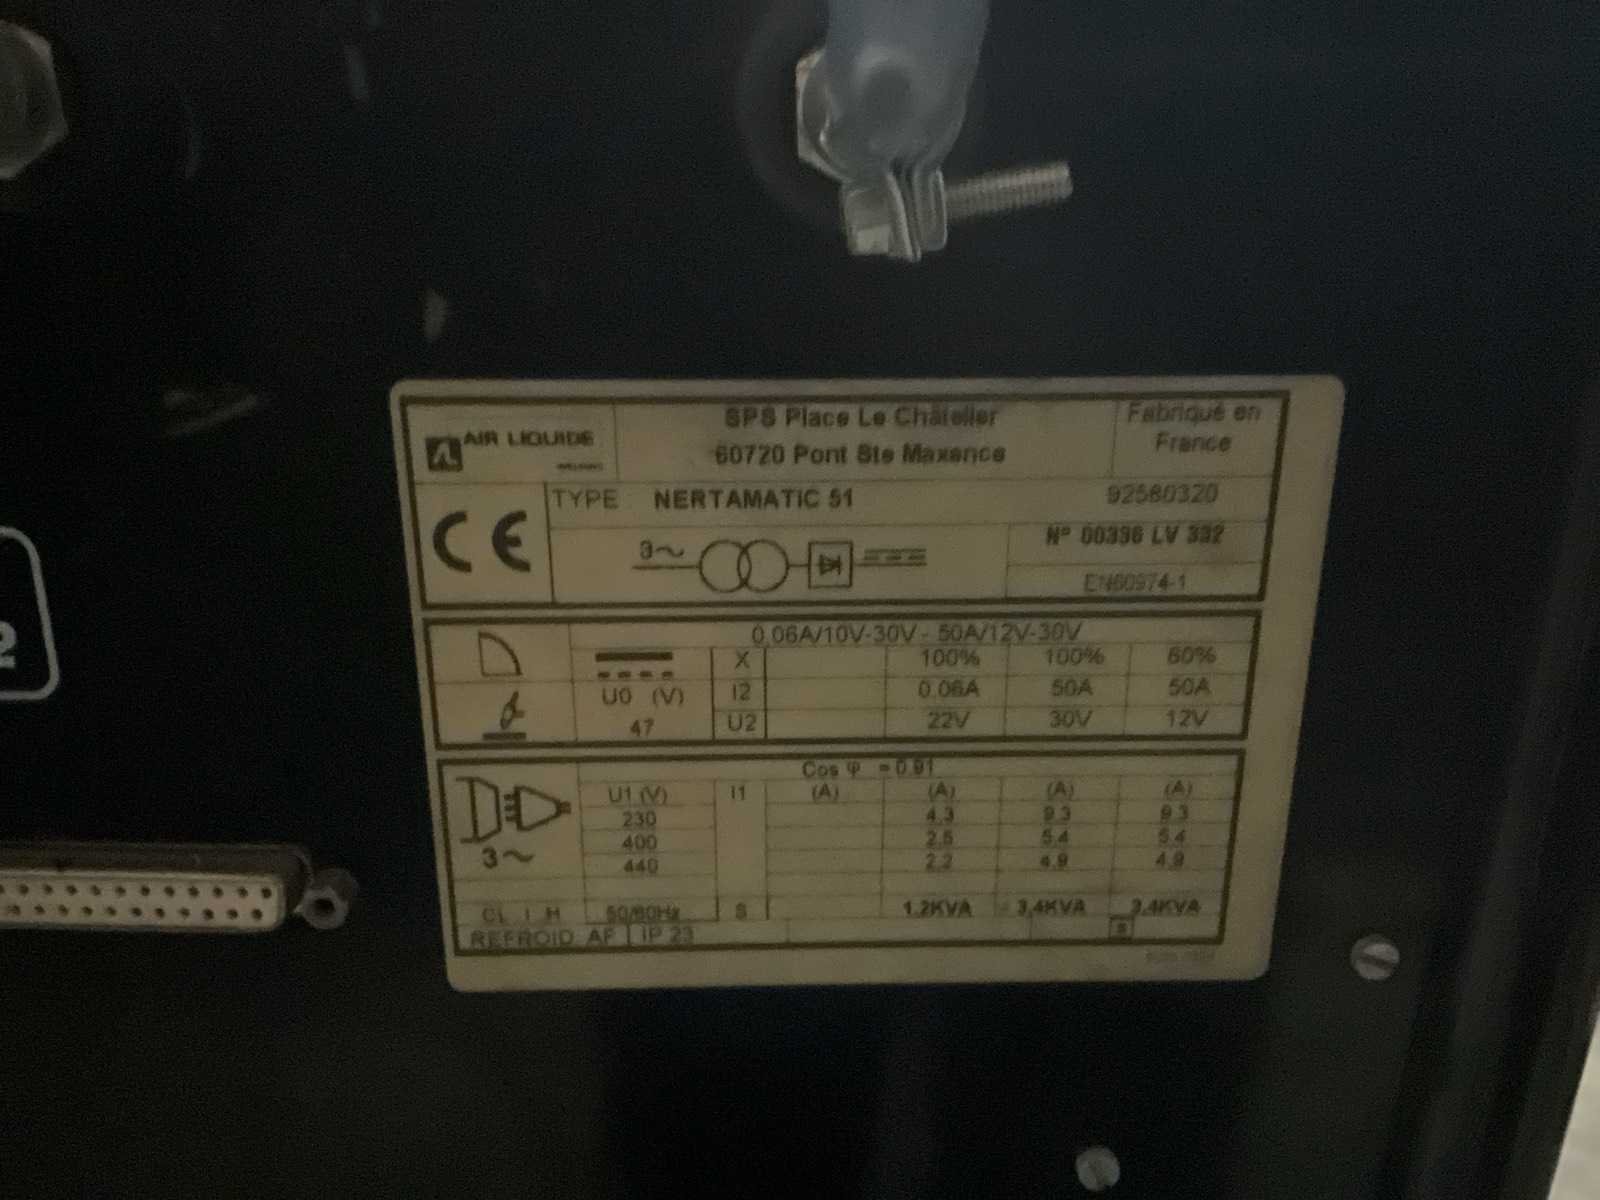 AIR LIQUIDE
SPS Place Le Châtelier
60720 Pont Ste Maxence
Fabriqué en
France
CE
TYPE NERTAMATIC 51 92580320
3~
N° 00396 LV 332
EN60974-1
0.06A/10V-30V - 50A/12V-30V
X 100% 100% 60%
U0 (V) I2 0.06A 50A 50A
47 U2 22V 30V 12V
Cos φ = 0.91
U1 (V) I1 (A) (A) (A) (A)
230 4.3 9.3 9.3
400 2.5 5.4 5.4
440 2.2 4.9 4.9
3~
CL I H 50/60Hz S 1.2KVA 3,4KVA 3.4KVA
REFROID AF IP 23 S
2